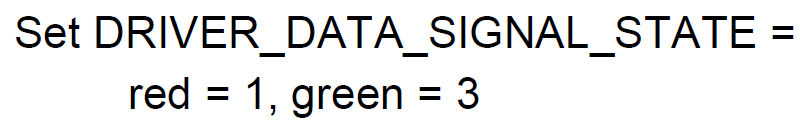 Set DRIVER_DATA_SIGNAL_STATE =
red = 1, green = 3